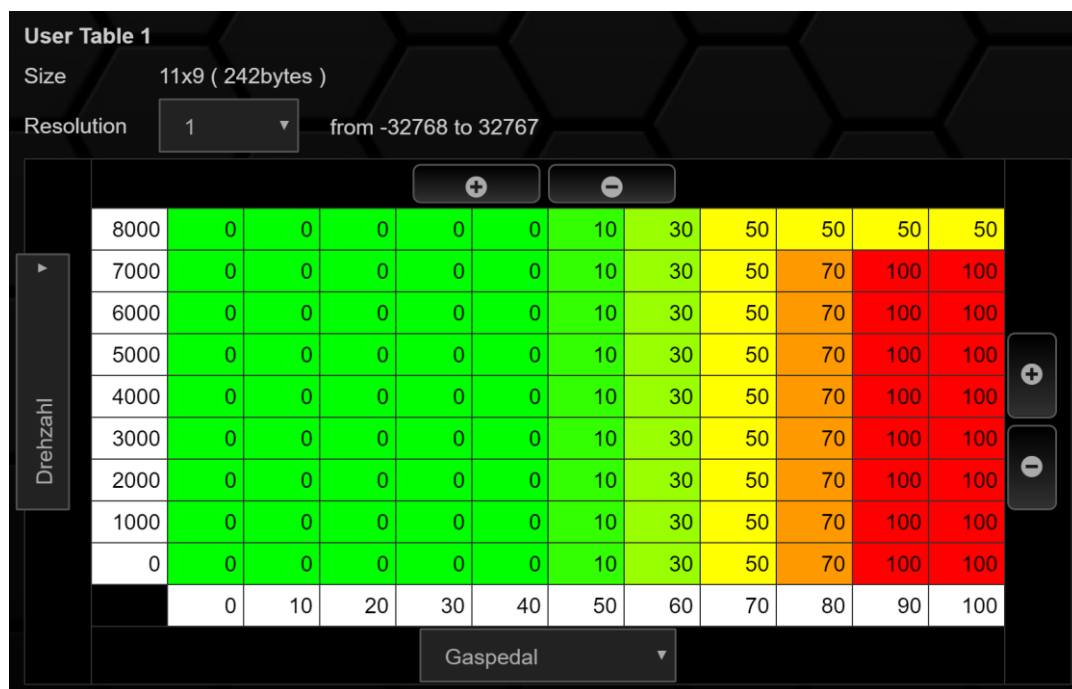 User Table 1
Size 11x9 ( 242bytes )
Resolution 1 from -32768 to 32767
8000 0 0 0 0 0 10 30 50 50 50 50
7000 0 0 0 0 0 10 30 50 70 100 100
6000 0 0 0 0 0 10 30 50 70 100 100
5000 0 0 0 0 0 10 30 50 70 100 100
4000 0 0 0 0 0 10 30 50 70 100 100
3000 0 0 0 0 0 10 30 50 70 100 100
2000 0 0 0 0 0 10 30 50 70 100 100
1000 0 0 0 0 0 10 30 50 70 100 100
0 0 0 0 0 0 10 30 50 70 100 100
0 10 20 30 40 50 60 70 80 90 100
Drehzahl
Gaspedal